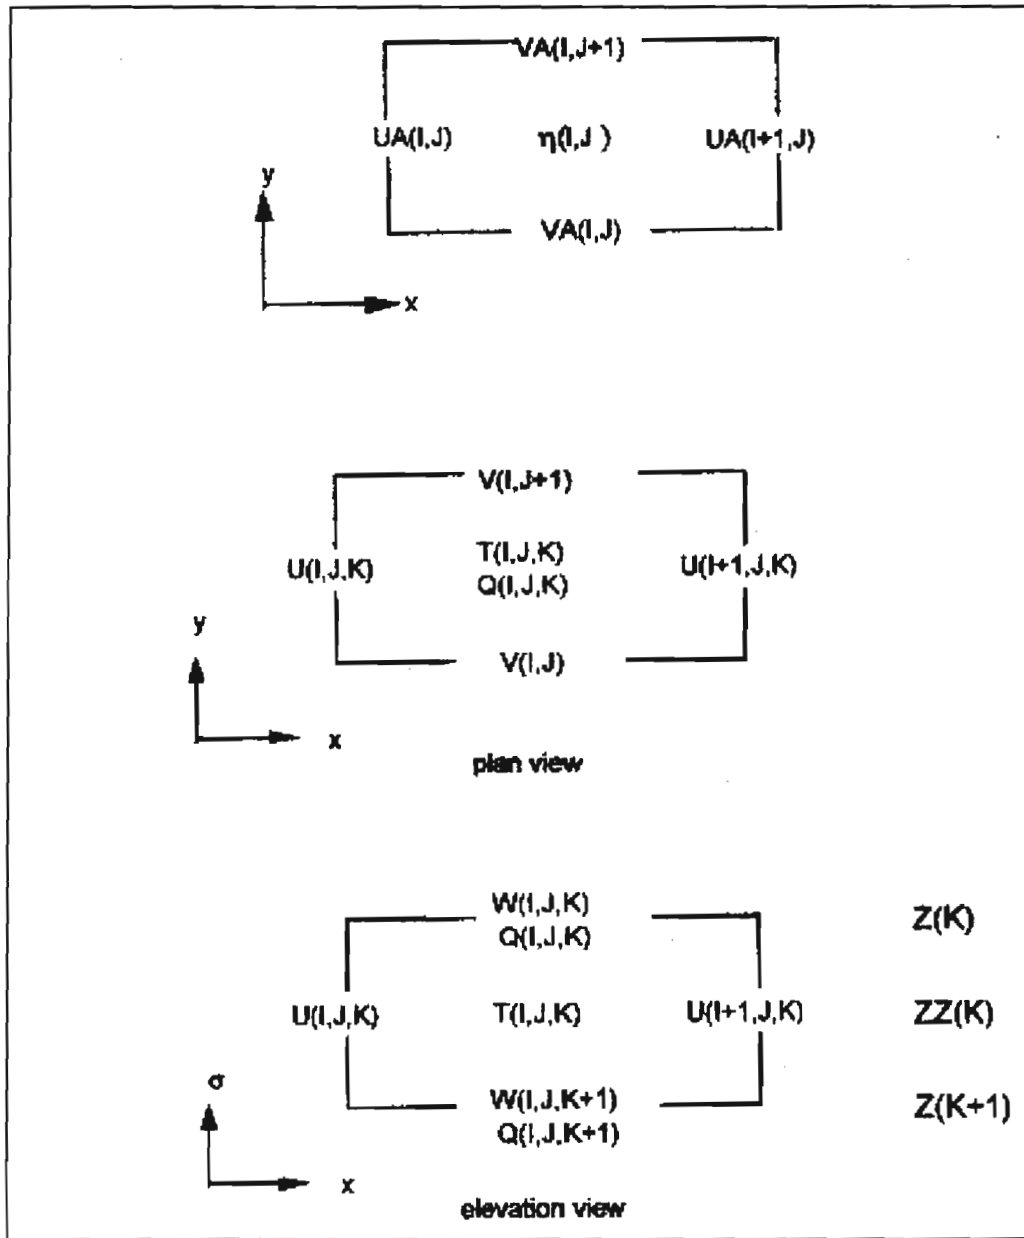 VA(I,J+1)
UA(I,J) η(I,J ) UA(I+1,J)
y
VA(I,J)
x
V(I,J+1)
T(I,J,K)
U(I,J,K) U(I+1,J,K)
Q(I,J,K)
y
V(I,J)
x
plan view
W(I,J,K) Z(K)
Q(I,J,K)
U(I,J,K) T(I,J,K) U(I+1,J,K) ZZ(K)
σ
W(I,J,K+1) Z(K+1)
Q(I,J,K+1)
x
elevation view